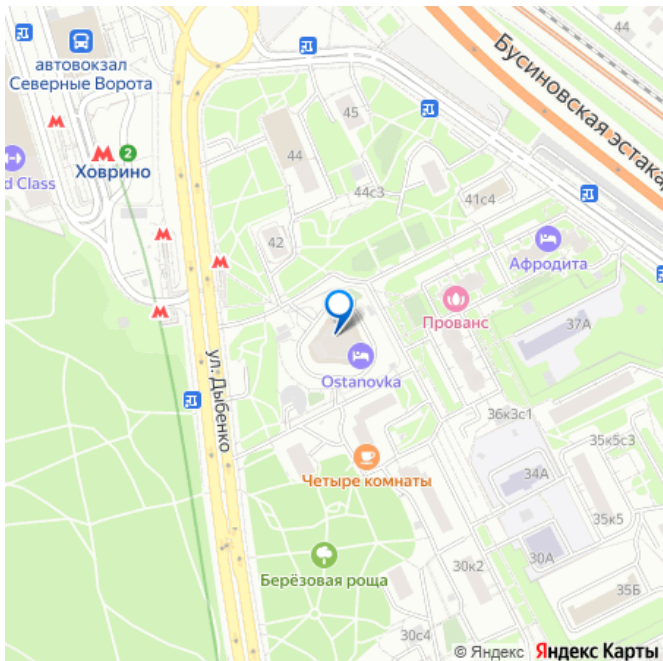 44
автовокзал
Северные Ворота
Бусиновская эстака
45
М
44
М 2
Ховрино
d Class
44с3
41с4
М
42
М
Афродита
М
Прованс
37А
ул. Дыбенко
Ostanovka
36к3с1
35к5с3
Четыре комнаты
34А
35к5
30А
Берёзовая роща
30к2
35Б
30с4
© Яндекс Яндекс Карты